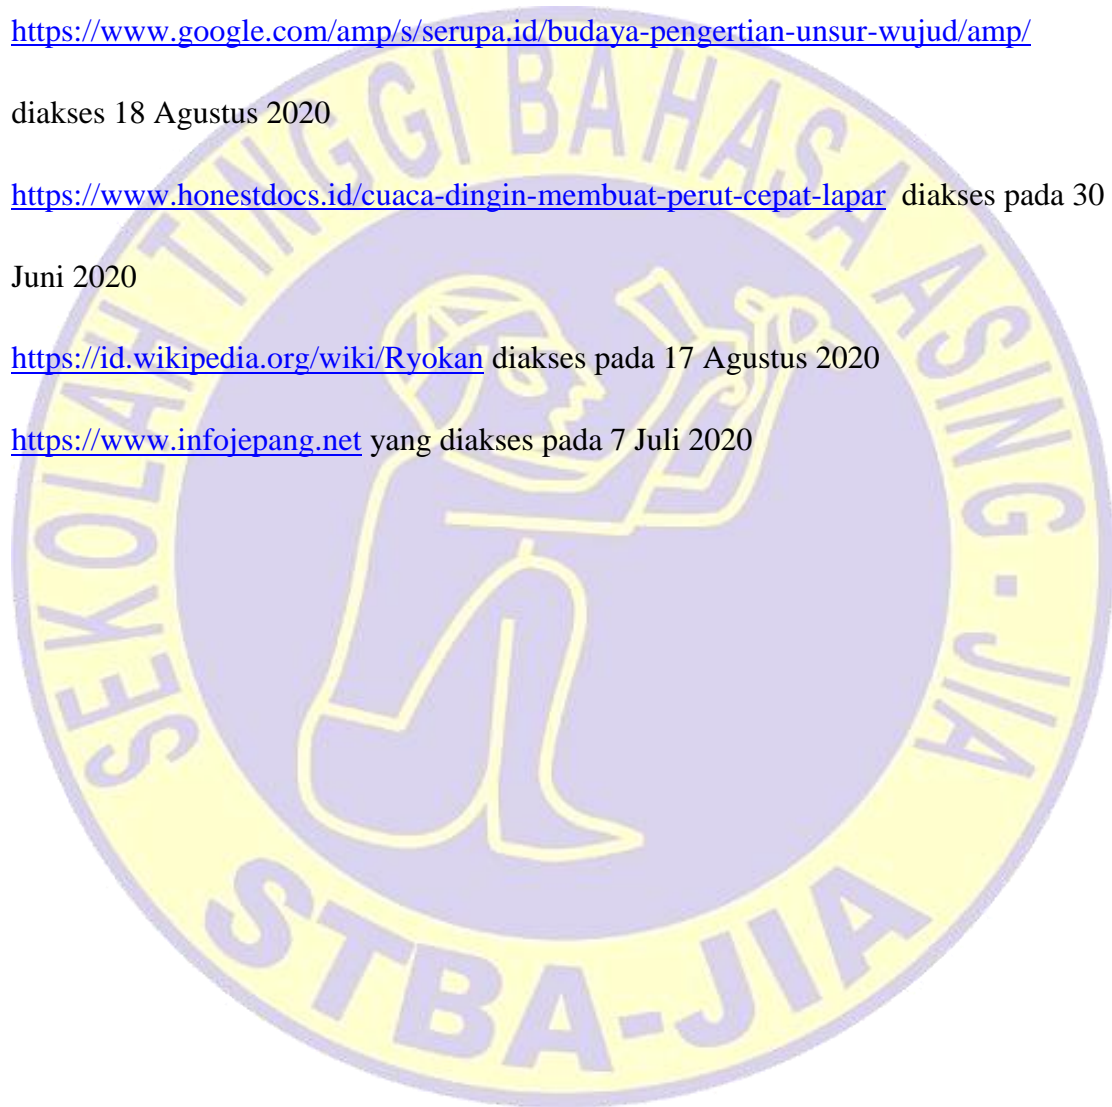 https://www.google.com/amp/s/serupa.id/budaya-pengertian-unsur-wujud/amp/
diakses 18 Agustus 2020
https://www.honestdocs.id/cuaca-dingin-membuat-perut-cepat-lapar diakses pada 30
Juni 2020
https://id.wikipedia.org/wiki/Ryokan diakses pada 17 Agustus 2020
https://www.infojepang.net yang diakses pada 7 Juli 2020
SEKOLAH TINGGI BAHASA ASING - JIA
STBA-JIA